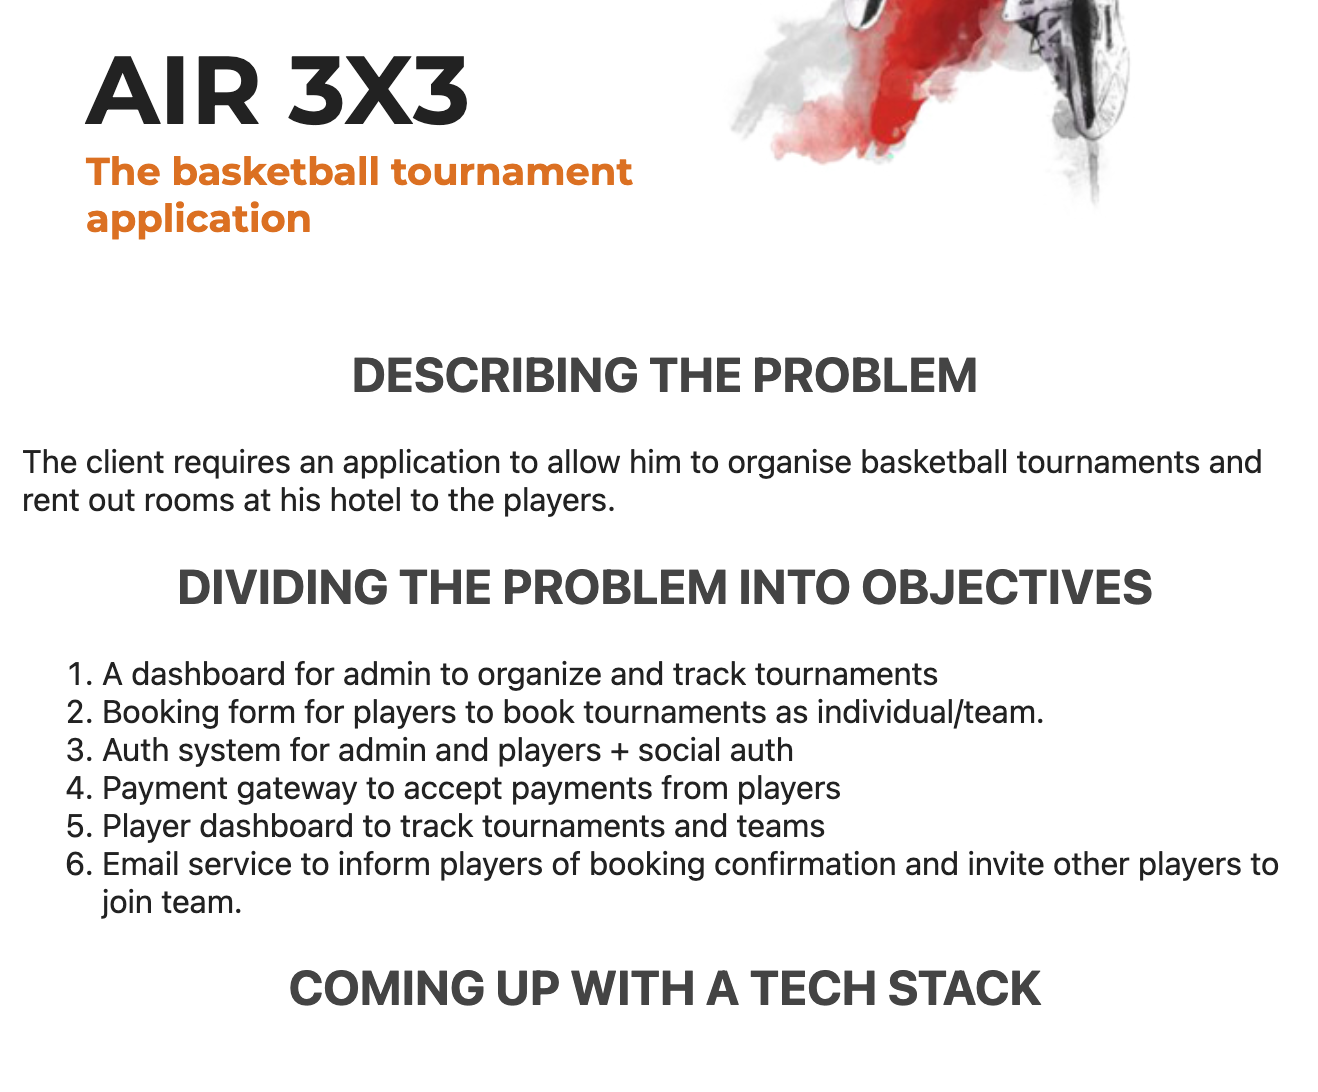 AIR 3X3
The basketball tournament
application
DESCRIBING THE PROBLEM
The client requires an application to allow him to organise basketball tournaments and
rent out rooms at his hotel to the players.
DIVIDING THE PROBLEM INTO OBJECTIVES
1. A dashboard for admin to organize and track tournaments
2. Booking form for players to book tournaments as individual/team.
3. Auth system for admin and players + social auth
4. Payment gateway to accept payments from players
5. Player dashboard to track tournaments and teams
6. Email service to inform players of booking confirmation and invite other players to
join team.
COMING UP WITH A TECH STACK